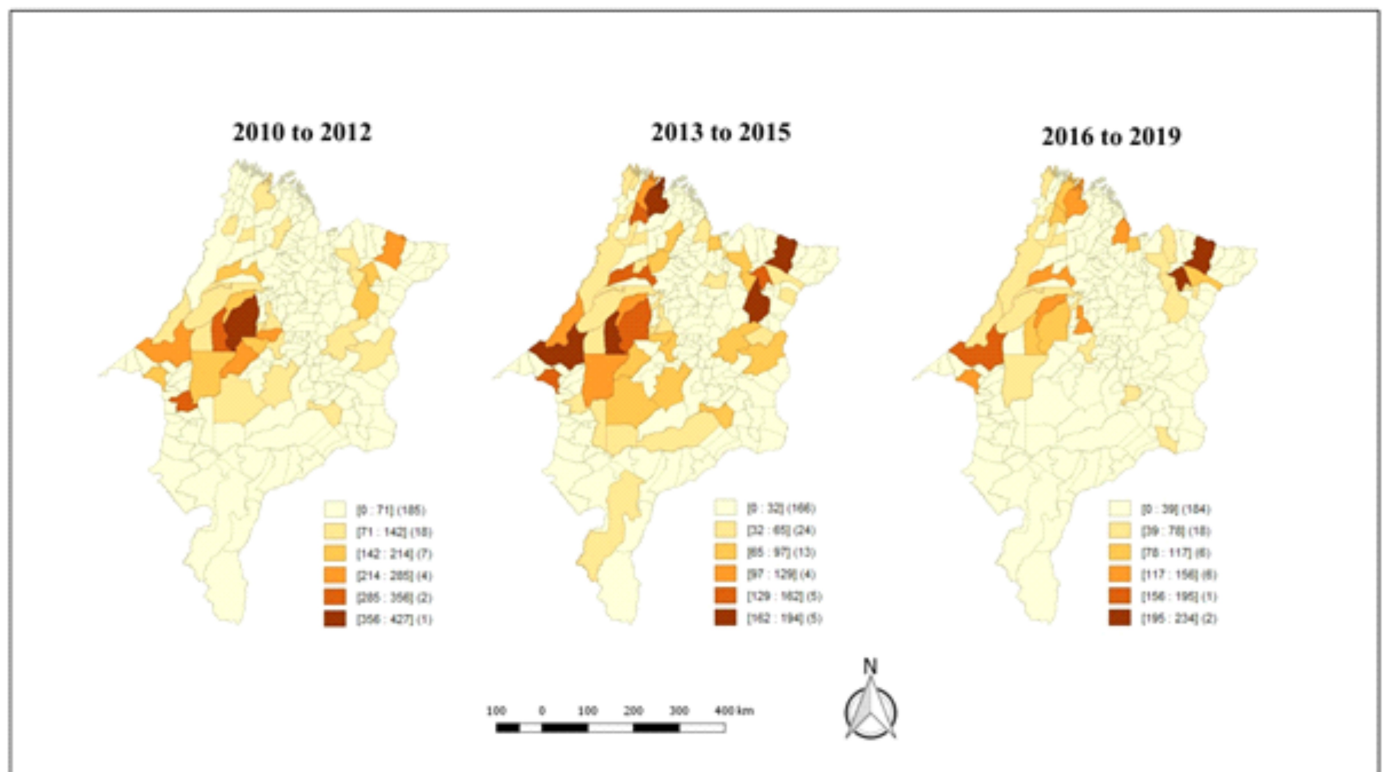 2010 to 2012
2013 to 2015
2016 to 2019
[0 : 71] (185)
[71 : 142] (18)
[142 : 214] (7)
[214 : 285] (4)
[285 : 356] (2)
[356 : 427] (1)
[0 : 32] (166)
[32 : 65] (24)
[65 : 97] (13)
[97 : 129] (4)
[129 : 162] (5)
[162 : 194] (5)
[0 : 39] (184)
[39 : 78] (18)
[78 : 117] (6)
[117 : 156] (6)
[156 : 195] (1)
[195 : 234] (2)
N
100 0 100 200 300 400 km